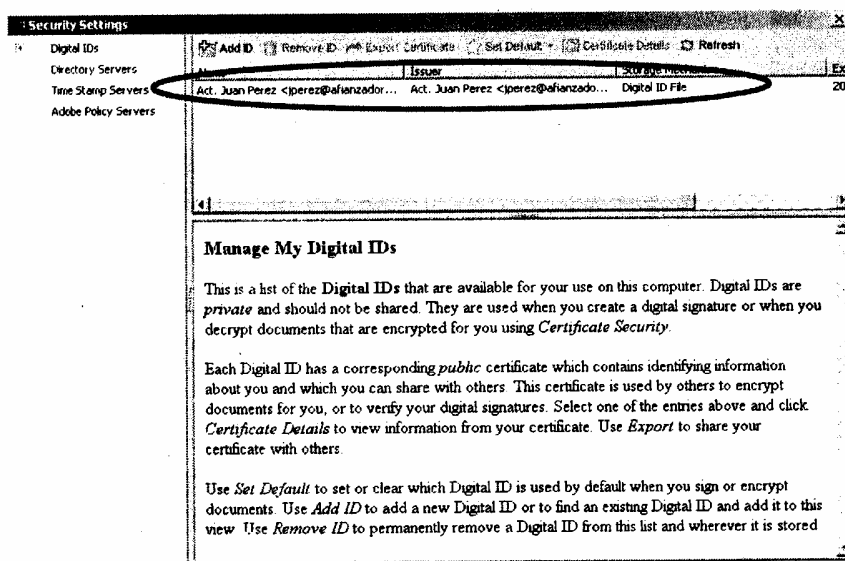 Security Settings
Digital IDs
Directory Servers
Time Stamp Servers
Adobe Policy Servers
Add ID Remove ID Export Certificate Set Default Certificate Details Refresh
Name Issuer Storage Mechanism Ex
Act. Juan Perez <jperez@afianzador... Act. Juan Perez <jperez@afianzado... Digital ID File 20
Manage My Digital IDs
This is a list of the Digital IDs that are available for your use on this computer. Digital IDs are
private and should not be shared. They are used when you create a digital signature or when you
decrypt documents that are encrypted for you using Certificate Security.
Each Digital ID has a corresponding public certificate which contains identifying information
about you and which you can share with others. This certificate is used by others to encrypt
documents for you, or to verify your digital signatures. Select one of the entries above and click
Certificate Details to view information from your certificate. Use Export to share your
certificate with others.
Use Set Default to set or clear which Digital ID is used by default when you sign or encrypt
documents. Use Add ID to add a new Digital ID or to find an existing Digital ID and add it to this
view. Use Remove ID to permanently remove a Digital ID from this list and wherever it is stored